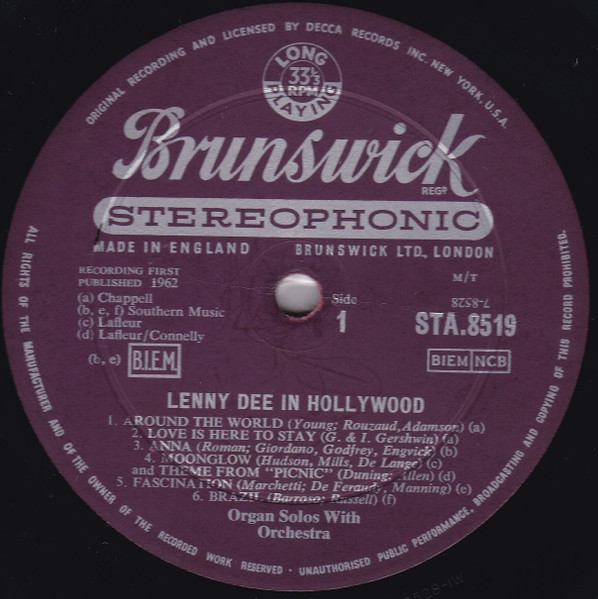 ORIGINAL RECORDING AND LICENSED BY DECCA RECORDS INC. NEW YORK, U.S.A.
LONG
33⅓
RPM
PLAYING
Brunswick
REGD
STEREOPHONIC
MADE IN ENGLAND BRUNSWICK LTD., LONDON
RECORDING FIRST
PUBLISHED 1962
M/T
(a) Chappell
(b, e, f) Southern Music
(c) Lafleur
(d) Lafleur/Connelly
Side
1
7-8528
STA.8519
(b, e) B.I.E.M.
BIEM NCB
LENNY DEE IN HOLLYWOOD
1. AROUND THE WORLD (Young; Rouzaud, Adamson) (a)
2. LOVE IS HERE TO STAY (G. & I. Gershwin) (a)
3. ANNA (Roman; Giordano, Godfrey, Engvick) (b)
4. MOONGLOW (Hudson, Mills, De Lange) (c)
and THEME FROM "PICNIC" (Duning; Allen) (d)
5. FASCINATION (Marchetti; De Feraudy, Manning) (e)
6. BRAZIL (Barroso; Russell) (f)
Organ Solos With
Orchestra
ALL RIGHTS OF THE MANUFACTURER AND OF THE OWNER OF THE RECORDED WORK RESERVED · UNAUTHORISED PUBLIC PERFORMANCE, BROADCASTING AND COPYING OF THIS RECORD PROHIBITED.